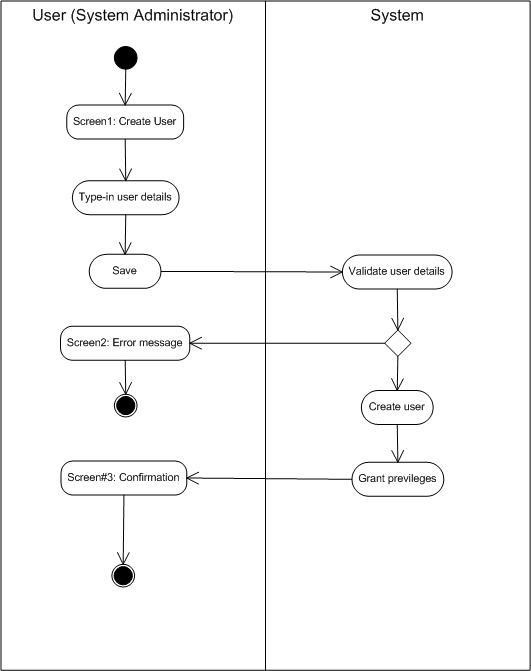 User (System Administrator)
System
Screen1: Create User
Type-in user details
Save
Validate user details
Screen2: Error message
Create user
Screen#3: Confirmation
Grant previleges